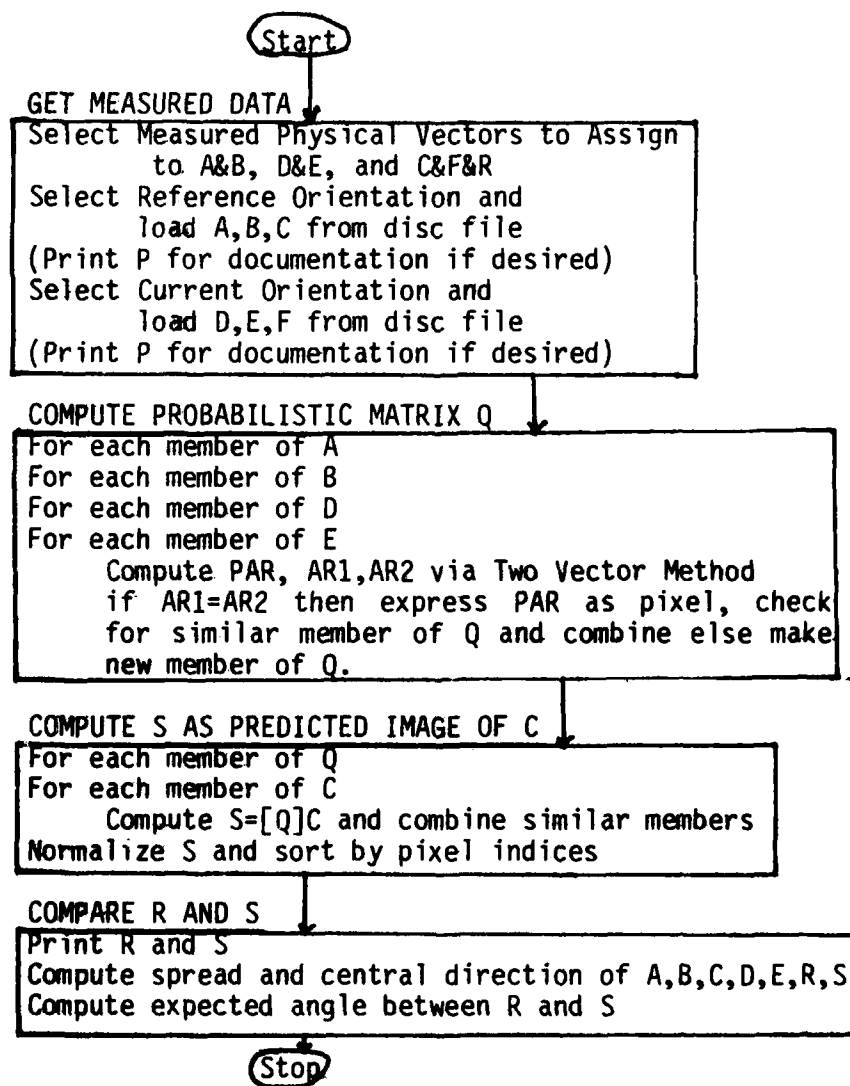 Start
GET MEASURED DATA
Select Measured Physical Vectors to Assign
to A&B, D&E, and C&F&R
Select Reference Orientation and
load A,B,C from disc file
(Print P for documentation if desired)
Select Current Orientation and
load D,E,F from disc file
(Print P for documentation if desired)
COMPUTE PROBABILISTIC MATRIX Q
For each member of A
For each member of B
For each member of D
For each member of E
Compute PAR, AR1,AR2 via Two Vector Method
if AR1=AR2 then express PAR as pixel, check
for similar member of Q and combine else make
new member of Q.
COMPUTE S AS PREDICTED IMAGE OF C
For each member of Q
For each member of C
Compute S=[Q]C and combine similar members
Normalize S and sort by pixel indices
COMPARE R AND S
Print R and S
Compute spread and central direction of A,B,C,D,E,R,S
Compute expected angle between R and S
Stop